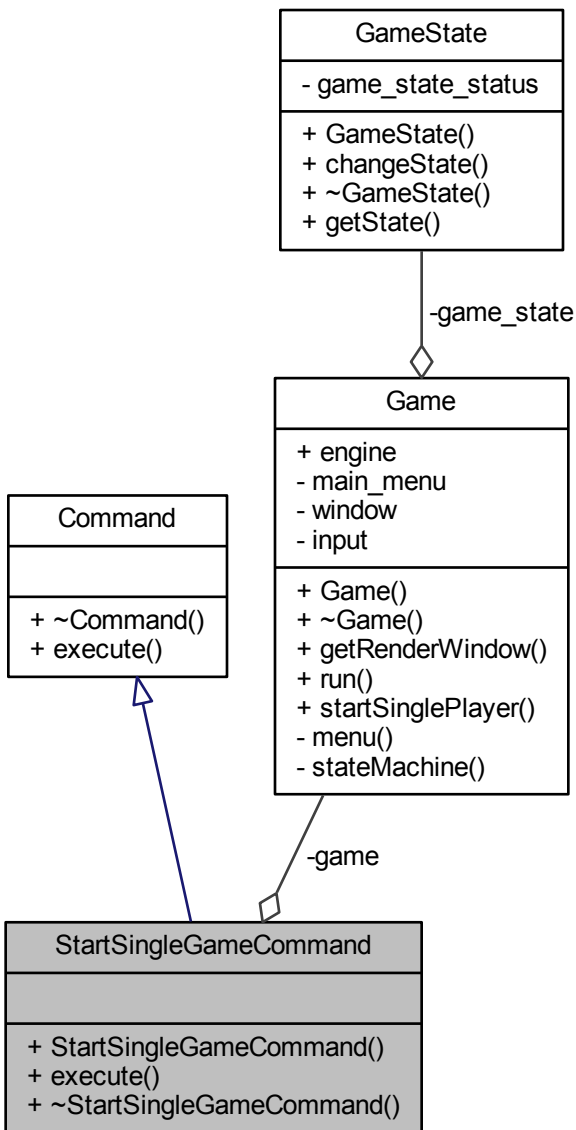 GameState
- game_state_status
+ GameState()
+ changeState()
+ ~GameState()
+ getState()
-game_state
Game
+ engine
- main_menu
- window
- input
+ Game()
+ ~Game()
+ getRenderWindow()
+ run()
+ startSinglePlayer()
- menu()
- stateMachine()
Command
+ ~Command()
+ execute()
-game
StartSingleGameCommand
+ StartSingleGameCommand()
+ execute()
+ ~StartSingleGameCommand()